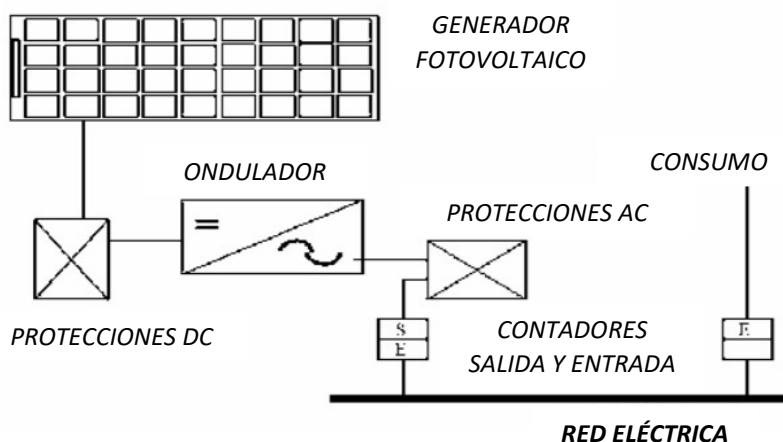 GENERADOR
FOTOVOLTAICO
ONDULADOR
CONSUMO
PROTECCIONES AC
PROTECCIONES DC
S
E
CONTADORES
SALIDA Y ENTRADA
E
RED ELÉCTRICA